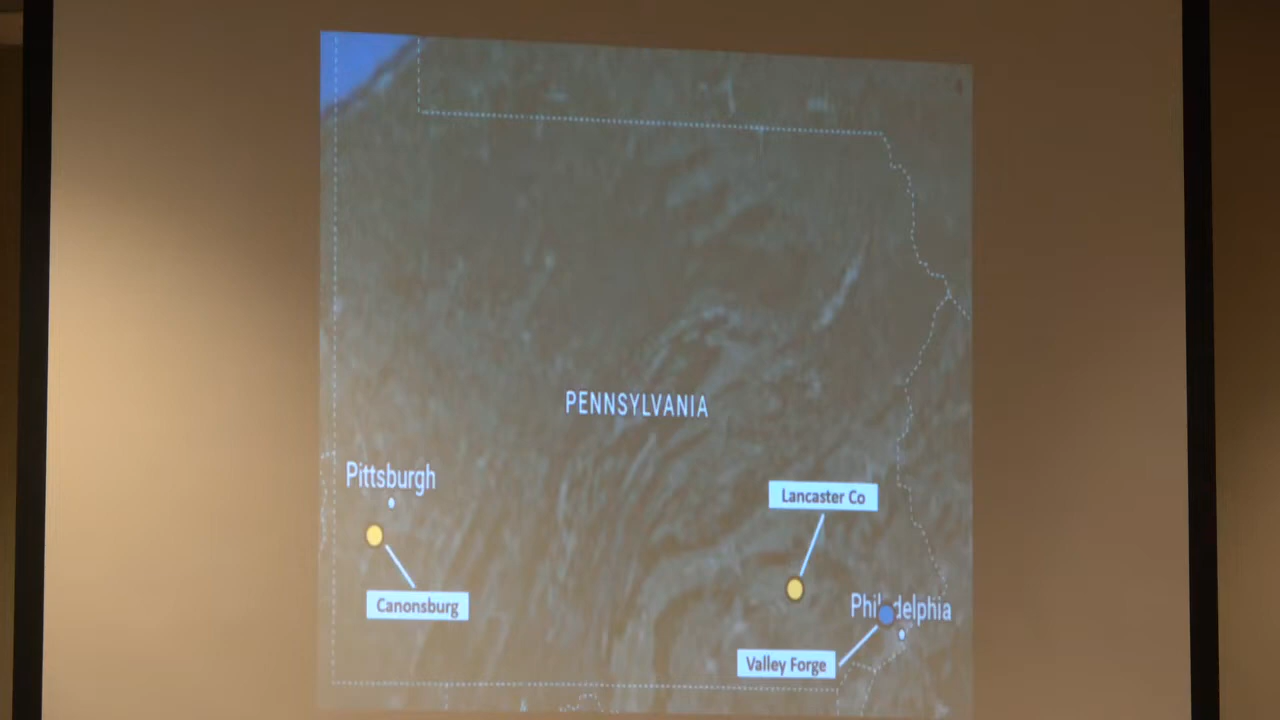 PENNSYLVANIA
Pittsburgh
Lancaster Co
Canonsburg
Philadelphia
Valley Forge